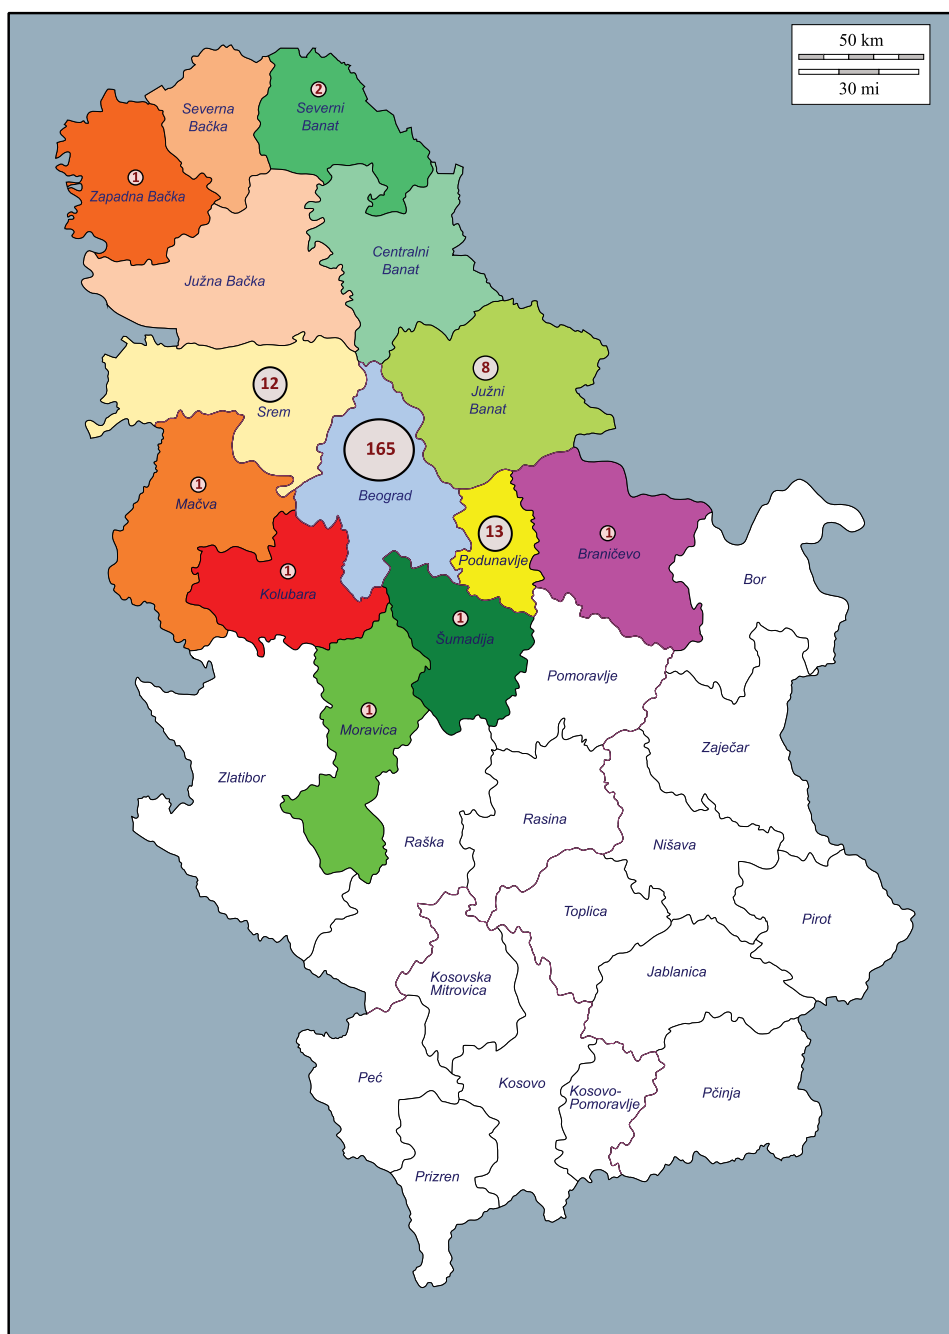 50 km
30 mi
2
Severna
Bačka
Severni
Banat
1
Zapadna Bačka
Centralni
Banat
Južna Bačka
8
12
Južni
Banat
Srem
165
Beograd
1
Mačva
13
Podunavlje
1
Braničevo
1
Kolubara
Bor
1
Šumadija
Pomoravlje
1
Moravica
Zaječar
Zlatibor
Rasina
Raška
Nišava
Toplica
Pirot
Kosovska
Mitrovica
Jablanica
Peć
Kosovo
Kosovo-
Pomoravlje
Pčinja
Prizren